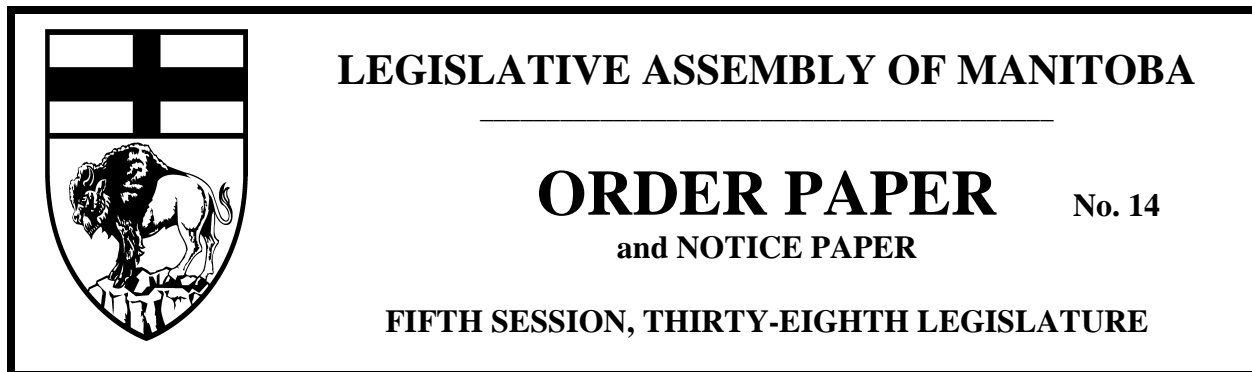 LEGISLATIVE ASSEMBLY OF MANITOBA
ORDER PAPER No. 14
and NOTICE PAPER
FIFTH SESSION, THIRTY-EIGHTH LEGISLATURE